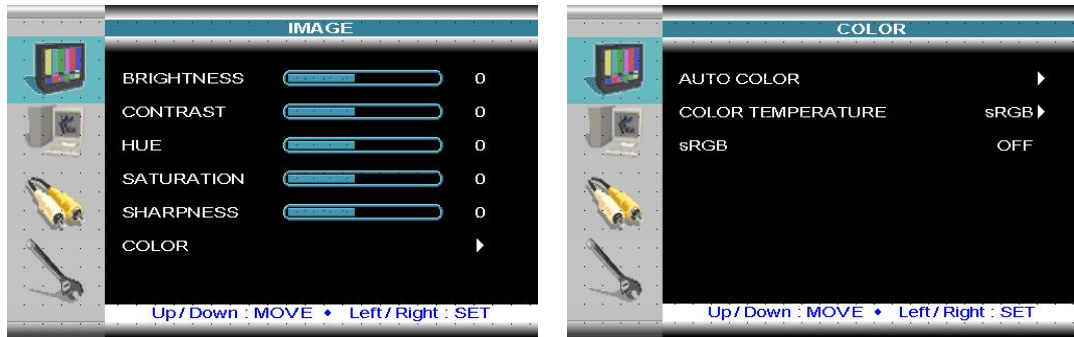 IMAGE
BRIGHTNESS 0
CONTRAST 0
HUE 0
SATURATION 0
SHARPNESS 0
COLOR
Up/Down : MOVE ◆ Left/Right : SET
COLOR
AUTO COLOR
COLOR TEMPERATURE sRGB
sRGB OFF
Up/Down : MOVE ◆ Left/Right : SET